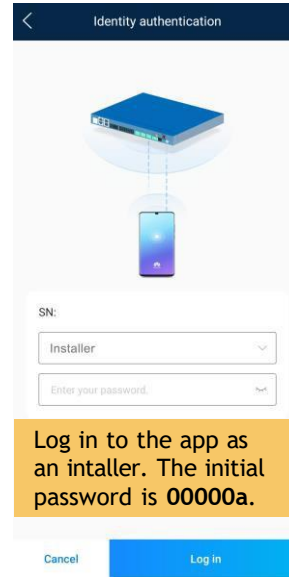 Identity authentication
SN:
Installer
Enter your password.
Log in to the app as
an intaller. The initial
password is 00000a.
Cancel
Log in